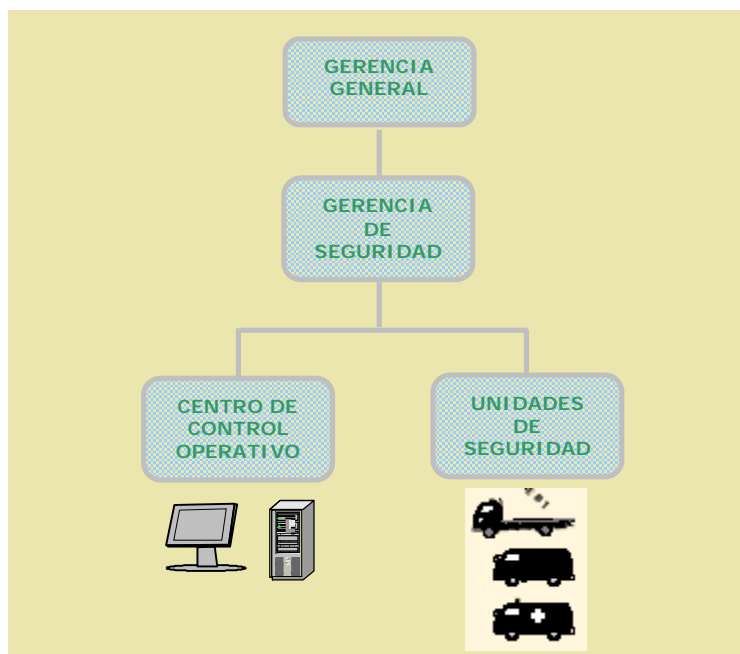 GERENCIA
GENERAL
GERENCIA
DE
SEGURIDAD
CENTRO DE
CONTROL
OPERATIVO
UNIDADES
DE
SEGURIDAD